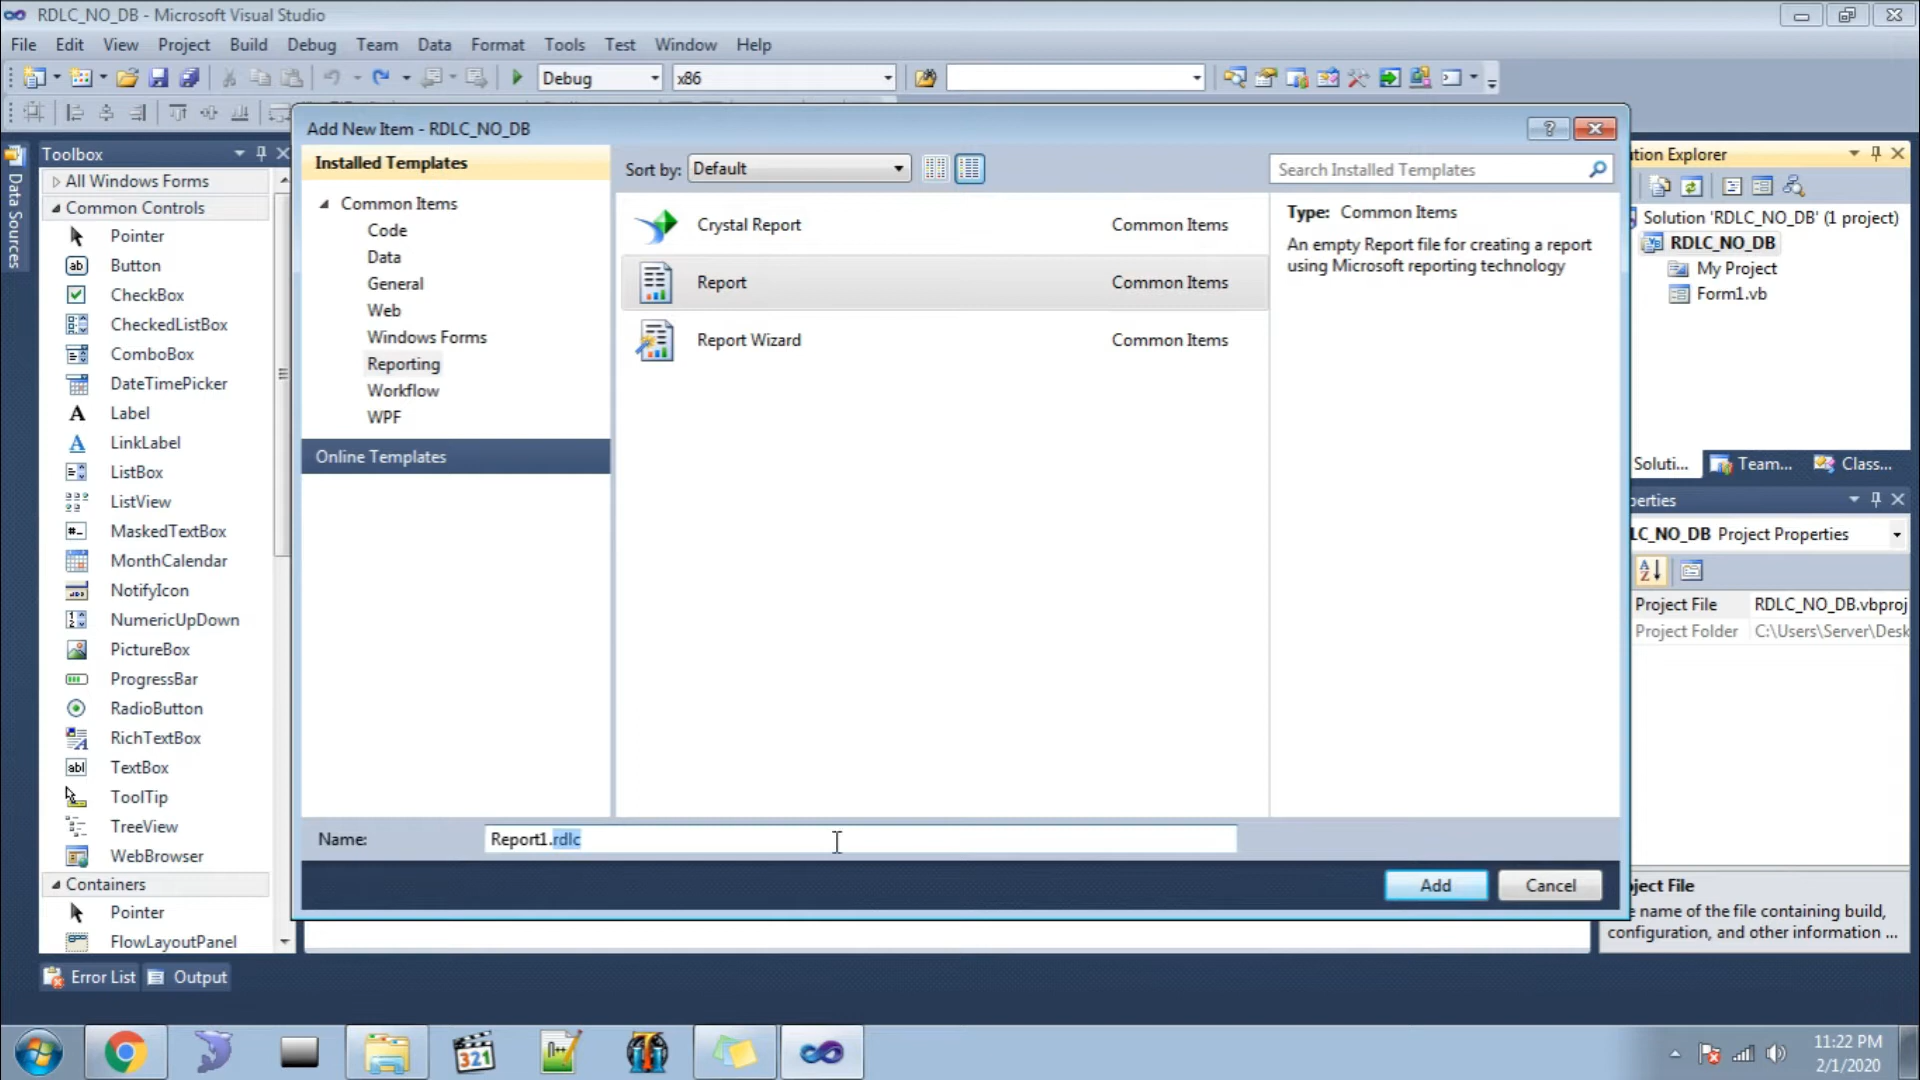 RDLC_NO_DB - Microsoft Visual Studio
File Edit View Project Build Debug Team Data Format Tools Test Window Help
Debug x86
Data Sources
Toolbox
All Windows Forms
Common Controls
Pointer
Button
CheckBox
CheckedListBox
ComboBox
DateTimePicker
Label
LinkLabel
ListBox
ListView
MaskedTextBox
MonthCalendar
NotifyIcon
NumericUpDown
PictureBox
ProgressBar
RadioButton
RichTextBox
TextBox
ToolTip
TreeView
WebBrowser
Containers
Pointer
FlowLayoutPanel
Error List Output
Add New Item - RDLC_NO_DB
Installed Templates
Common Items
Code
Data
General
Web
Windows Forms
Reporting
Workflow
WPF
Online Templates
Sort by: Default
Search Installed Templates
Crystal Report Common Items
Report Common Items
Report Wizard Common Items
Type: Common Items
An empty Report file for creating a report
using Microsoft reporting technology
Name: Report1.rdlc
Add Cancel
ution Explorer
Solution 'RDLC_NO_DB' (1 project)
RDLC_NO_DB
My Project
Form1.vb
Soluti... Team... Class...
perties
LC_NO_DB Project Properties
Project File RDLC_NO_DB.vbproj
Project Folder C:\Users\Server\Desk
ject File
e name of the file containing build,
configuration, and other information ...
321
11:22 PM
2/1/2020